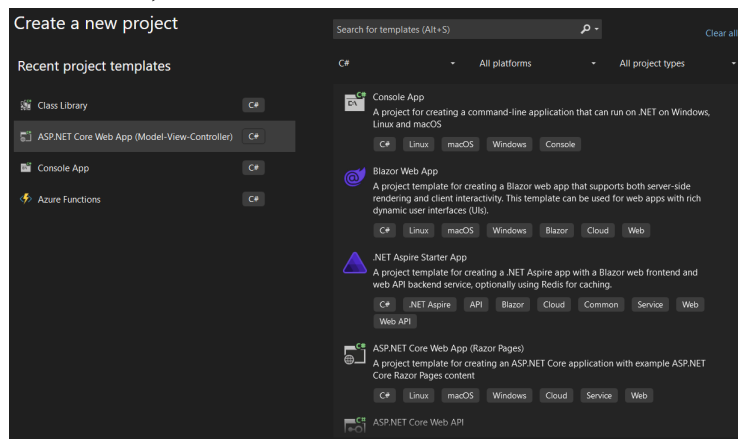 Create a new project
Recent project templates
Class Library C#
ASP.NET Core Web App (Model-View-Controller) C#
Console App C#
Azure Functions C#
Search for templates (Alt+S)
Clear all
C# All platforms All project types
C#
Console App
A project for creating a command-line application that can run on .NET on Windows,
Linux and macOS
C# Linux macOS Windows Console
Blazor Web App
A project template for creating a Blazor web app that supports both server-side
rendering and client interactivity. This template can be used for web apps with rich
dynamic user interfaces (UIs).
C# Linux macOS Windows Blazor Cloud Web
.NET Aspire Starter App
A project template for creating a .NET Aspire app with a Blazor web frontend and
web API backend service, optionally using Redis for caching.
C# .NET Aspire API Blazor Cloud Common Service Web
Web API
C#
ASP.NET Core Web App (Razor Pages)
A project template for creating an ASP.NET Core application with example ASP.NET
Core Razor Pages content
C# Linux macOS Windows Cloud Service Web
C#
ASP.NET Core Web API